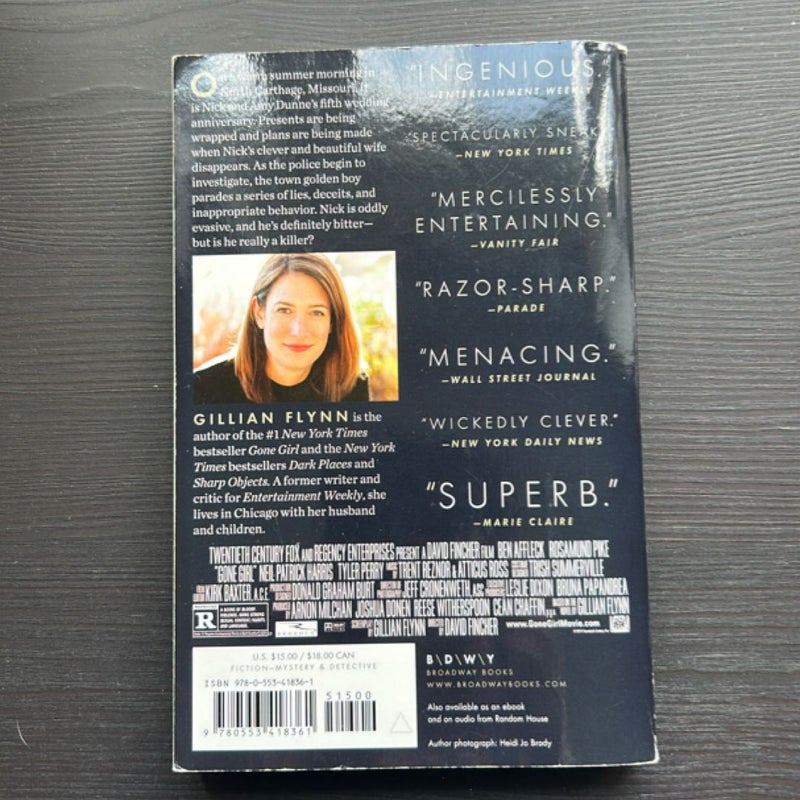 On a warm summer morning in
North Carthage, Missouri, it
is Nick and Amy Dunne's fifth wedding
anniversary. Presents are being
wrapped and plans are being made
when Nick's clever and beautiful wife
disappears. As the police begin to
investigate, the town golden boy
parades a series of lies, deceits, and
inappropriate behavior. Nick is oddly
evasive, and he's definitely bitter—
but is he really a killer?
GILLIAN FLYNN is the
author of the #1 New York Times
bestseller Gone Girl and the New York
Times bestsellers Dark Places and
Sharp Objects. A former writer and
critic for Entertainment Weekly, she
lives in Chicago with her husband
and children.
"INGENIOUS."
—ENTERTAINMENT WEEKLY
"SPECTACULARLY SNEAK
—NEW YORK TIMES
"MERCILESSLY
ENTERTAINING."
—VANITY FAIR
"RAZOR-SHARP."
—PARADE
"MENACING."
—WALL STREET JOURNAL
"WICKEDLY CLEVER."
—NEW YORK DAILY NEWS
"SUPERB."
—MARIE CLAIRE
TWENTIETH CENTURY FOX AND REGENCY ENTERPRISES PRESENT A DAVID FINCHER FILM BEN AFFLECK ROSAMUND PIKE
"GONE GIRL" NEIL PATRICK HARRIS TYLER PERRY TRENT REZNOR & ATTICUS ROSS TRISH SUMMERVILLE
KIRK BAXTER A.C.E. DONALD GRAHAM BURT JEFF CRONENWETH ASC LESLIE DIXON BRUNA PAPANDREA
ARNON MILCHAN JOSHUA DONEN REESE WITHERSPOON CEÁN CHAFFIN p.g.a. GILLIAN FLYNN
GILLIAN FLYNN DAVID FINCHER www.GoneGirlMovie.com
R
REGENCY
U.S. $15.00 / $18.00 CAN
FICTION—MYSTERY & DETECTIVE
ISBN 978-0-553-41836-1
51500
9 780553 418361
B\D\W\Y
BROADWAY BOOKS
WWW.BROADWAYBOOKS.COM
Also available as an ebook
and on audio from Random House
Author photograph: Heidi Jo Brady